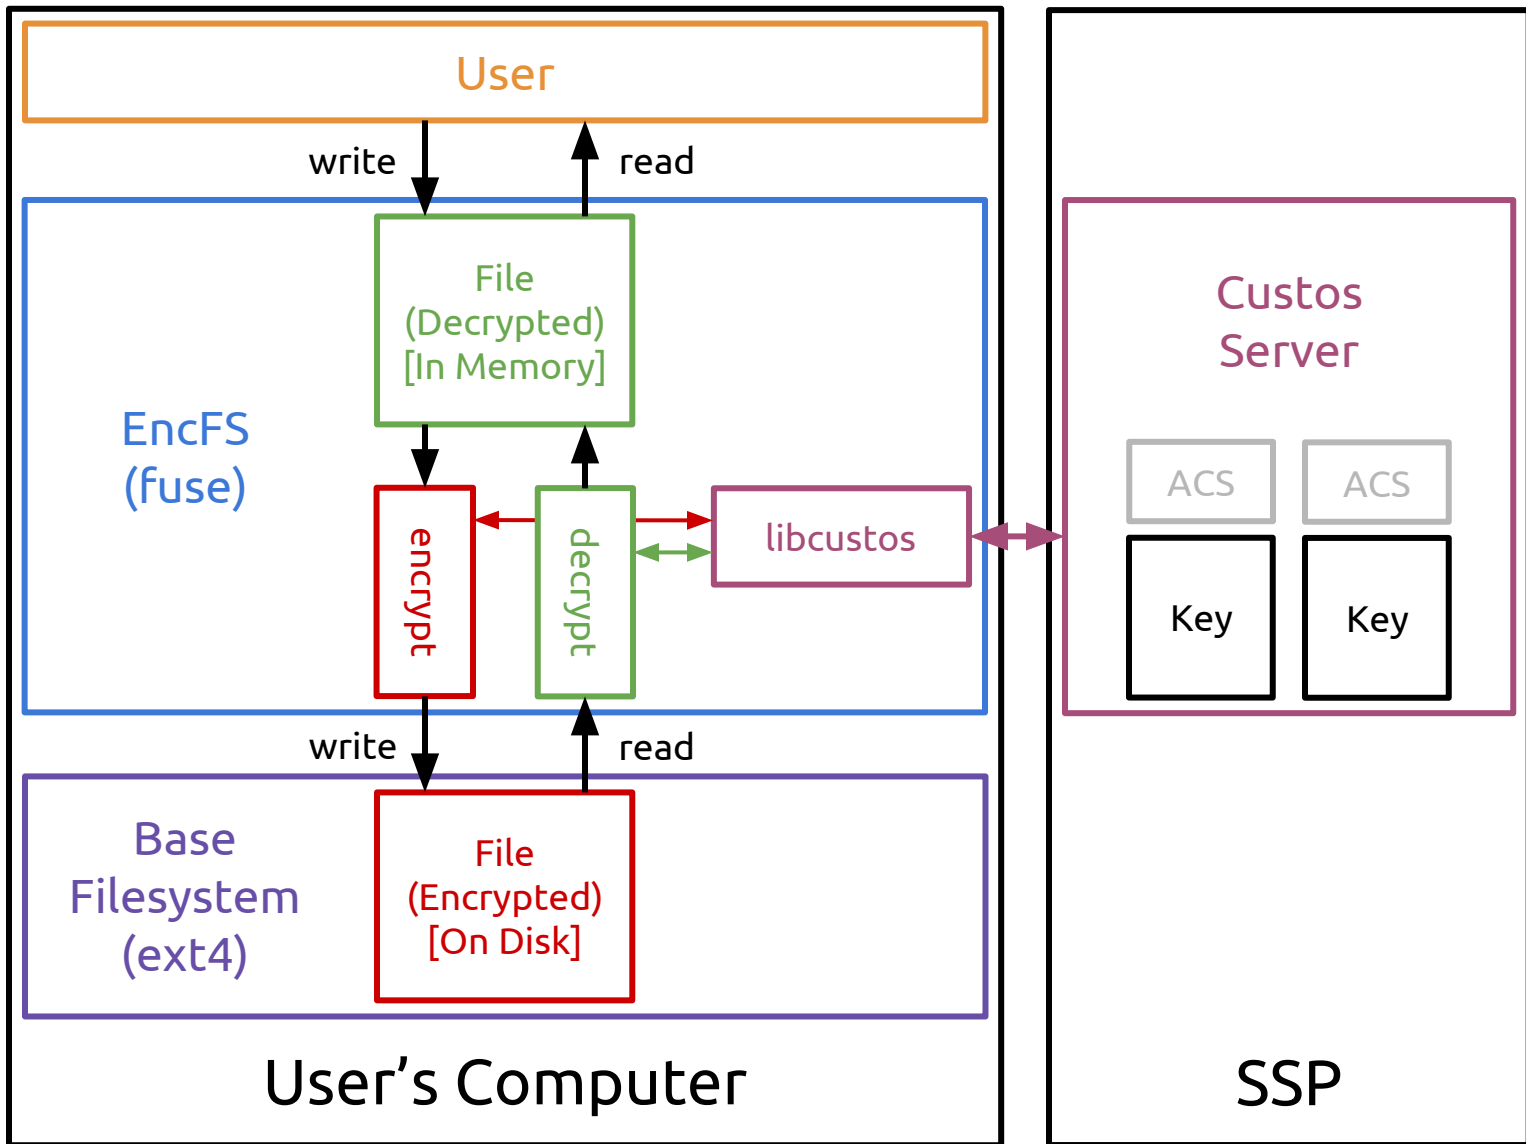 User
write
read
File
(Decrypted)
[In Memory]
EncFS
(fuse)
encrypt
decrypt
libcustos
write
read
Base
Filesystem
(ext4)
File
(Encrypted)
[On Disk]
User’s Computer
Custos
Server
ACS
ACS
Key
Key
SSP